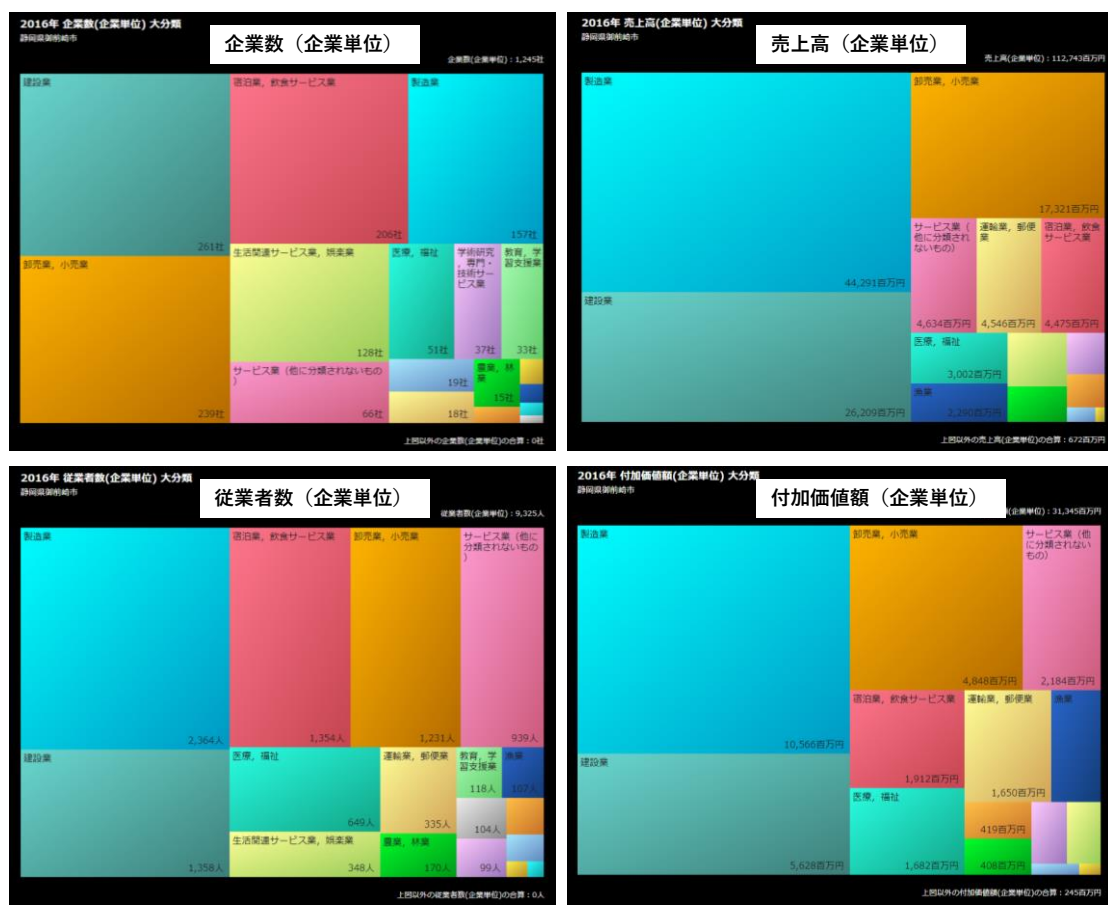 2016年 企業数(企業単位) 大分類
静岡県御前崎市
企業数（企業単位）
企業数(企業単位)：1,245社
建設業
261社
宿泊業，飲食サービス業
206社
製造業
157社
卸売業，小売業
239社
生活関連サービス業，娯楽業
128社
医療，福祉
51社
学術研究
，専門・
技術サー
ビス業
37社
教育，学
習支援業
33社
サービス業（他に分類されないもの
）
66社
19社
18社
農業，林
業
15社
上図以外の企業数(企業単位)の合算：0社
2016年 売上高(企業単位) 大分類
静岡県御前崎市
売上高（企業単位）
売上高(企業単位)：112,743百万円
製造業
44,291百万円
卸売業，小売業
17,321百万円
サービス業（
他に分類され
ないもの）
4,634百万円
運輸業，郵便
業
4,546百万円
宿泊業，飲食
サービス業
4,475百万円
建設業
26,209百万円
医療，福祉
3,002百万円
漁業
2,290百万円
上図以外の売上高(企業単位)の合算：672百万円
2016年 従業者数(企業単位) 大分類
静岡県御前崎市
従業者数（企業単位）
従業者数(企業単位)：9,325人
製造業
2,364人
宿泊業，飲食サービス業
1,354人
卸売業，小売業
1,231人
サービス業（他に
分類されないもの
）
939人
建設業
1,358人
医療，福祉
649人
運輸業，郵便業
335人
教育，学
習支援業
118人
漁業
107人
104人
生活関連サービス業，娯楽業
348人
農業，林業
170人
99人
上図以外の従業者数(企業単位)の合算：0人
2016年 付加価値額(企業単位) 大分類
静岡県御前崎市
付加価値額（企業単位）
(企業単位)：31,345百万円
製造業
10,566百万円
卸売業，小売業
4,848百万円
サービス業（他
に分類されない
もの）
2,184百万円
建設業
5,628百万円
宿泊業，飲食サービス業
1,912百万円
運輸業，郵便業
1,650百万円
漁業
医療，福祉
1,682百万円
419百万円
408百万円
上図以外の付加価値額(企業単位)の合算：245百万円